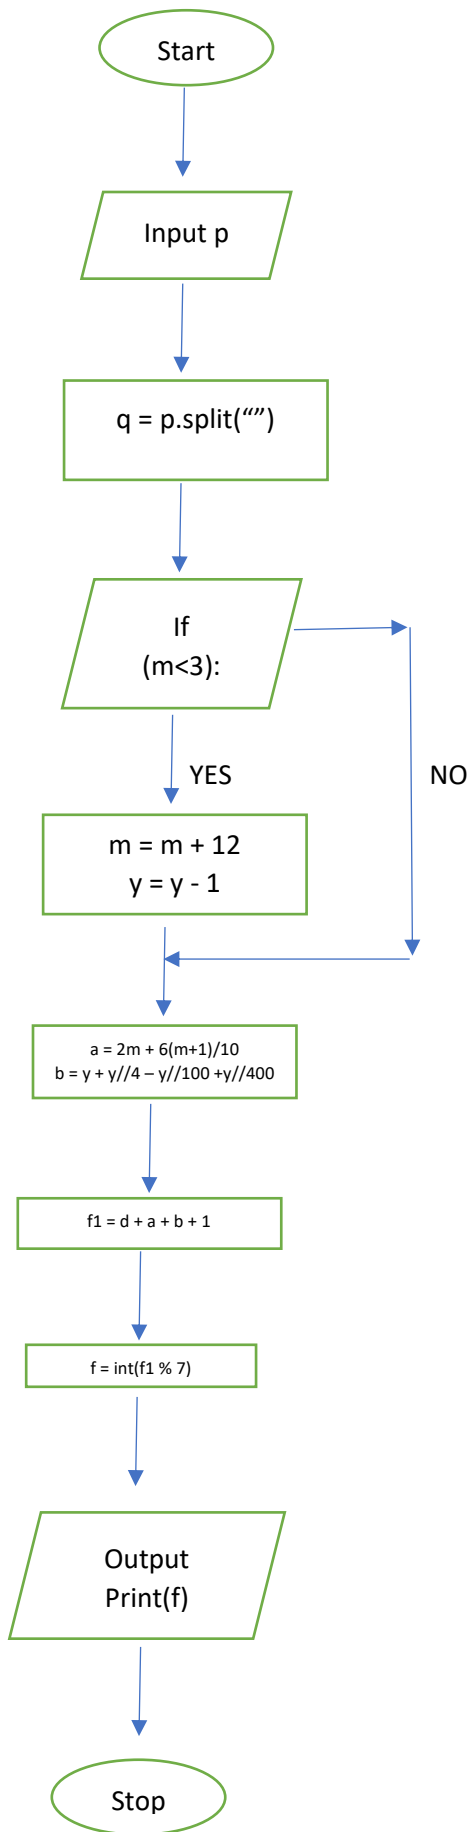 Start
Input p
q = p.split(“”)
If
(m<3):
YES
NO
m = m + 12
y = y - 1
a = 2m + 6(m+1)/10
b = y + y//4 – y//100 +y//400
f1 = d + a + b + 1
f = int(f1 % 7)
Output
Print(f)
Stop